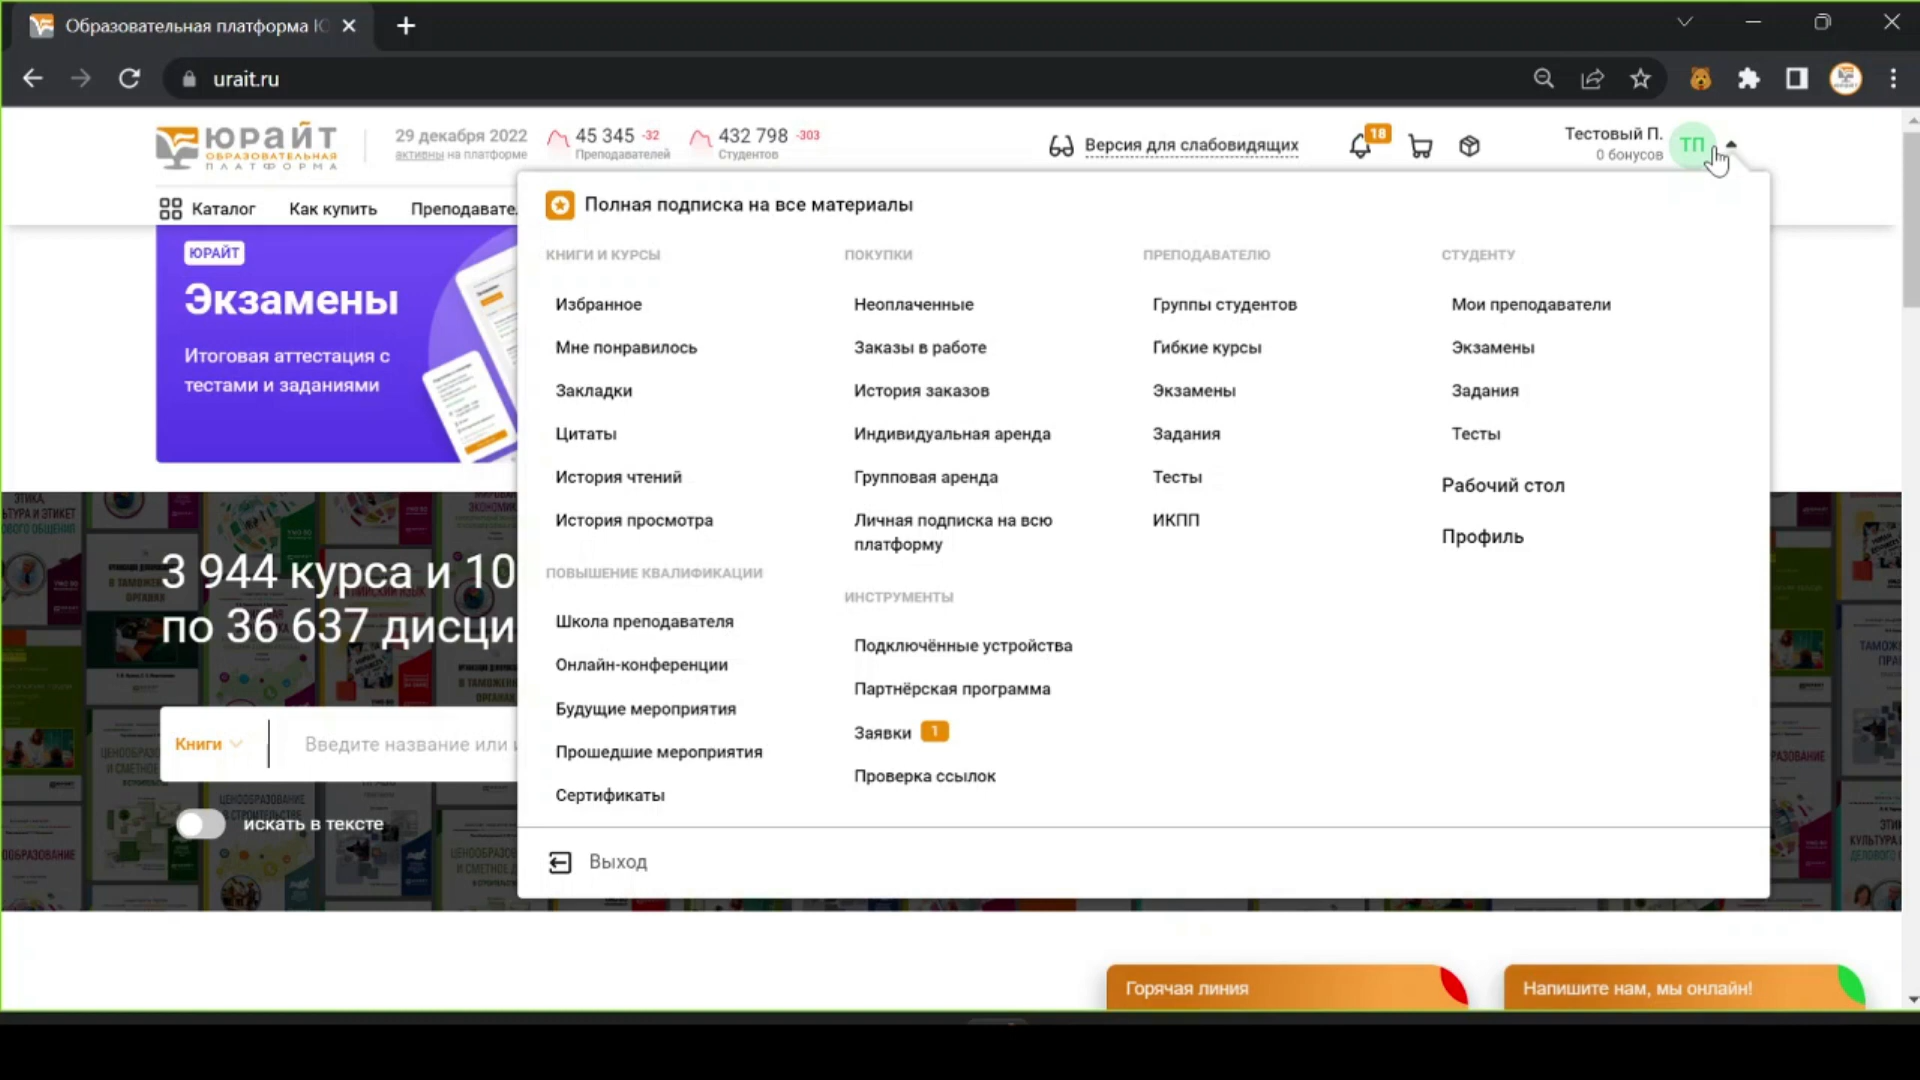 Образовательная платформа Ю
urait.ru
ЮРАЙТ
ОБРАЗОВАТЕЛЬНАЯ
ПЛАТФОРМА
29 декабря 2022
активны на платформе
45 345 -32
Преподавателей
432 798 -303
Студентов
Версия для слабовидящих
18
Тестовый П.
0 бонусов
ТП
Каталог
Как купить
Преподавате
Полная подписка на все материалы
КНИГИ И КУРСЫ
Избранное
Мне понравилось
Закладки
Цитаты
История чтений
История просмотра
ПОВЫШЕНИЕ КВАЛИФИКАЦИИ
Школа преподавателя
Онлайн-конференции
Будущие мероприятия
Прошедшие мероприятия
Сертификаты
ПОКУПКИ
Неоплаченные
Заказы в работе
История заказов
Индивидуальная аренда
Групповая аренда
Личная подписка на всю
платформу
ИНСТРУМЕНТЫ
Подключённые устройства
Партнёрская программа
Заявки 1
Проверка ссылок
ПРЕПОДАВАТЕЛЮ
Группы студентов
Гибкие курсы
Экзамены
Задания
Тесты
ИКПП
СТУДЕНТУ
Мои преподаватели
Экзамены
Задания
Тесты
Рабочий стол
Профиль
Выход
ЮРАЙТ
Экзамены
Итоговая аттестация с
тестами и заданиями
3 944 курса и 10
по 36 637 дисци
Книги
Введите название или
искать в тексте
Горячая линия
Напишите нам, мы онлайн!